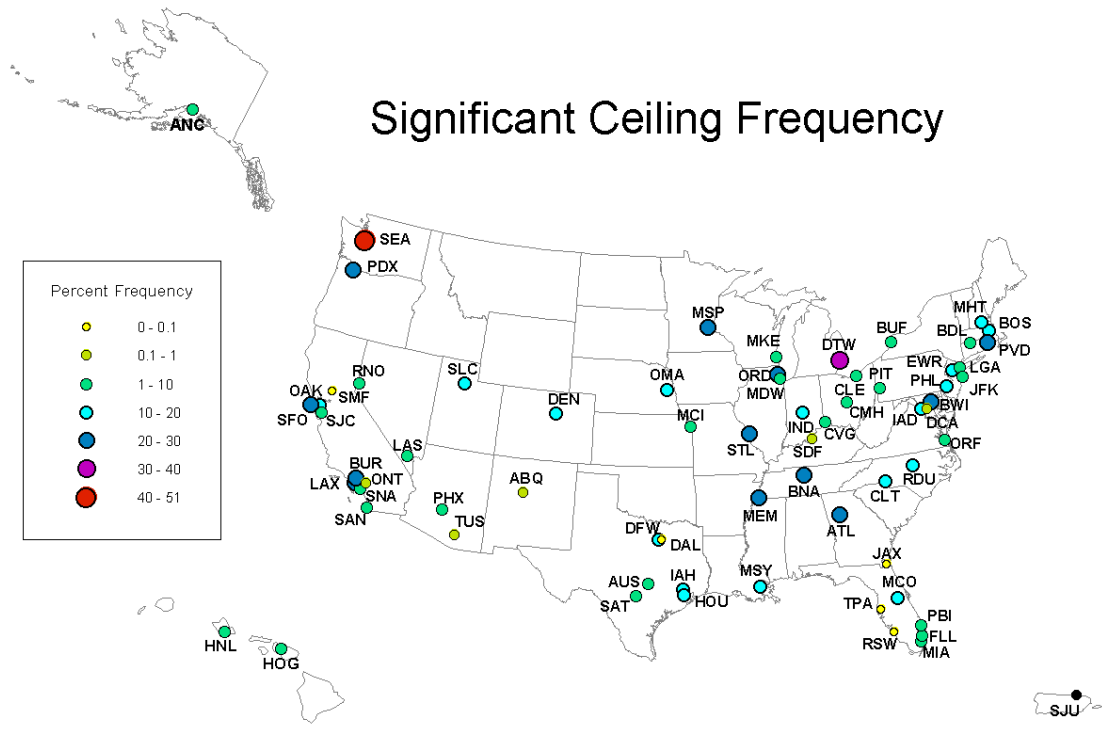 Significant Ceiling Frequency
ANC
SEA
PDX
Percent Frequency
0 - 0.1
0.1 - 1
1 - 10
10 - 20
20 - 30
30 - 40
40 - 51
MSP
MHT
BOS
BUF
BDL
PVD
MKE
DTW
EWR
LGA
RNO
SLC
OMA
ORD
PIT
PHL
JFK
OAK
SMF
DEN
MDW
CLE
BWI
SFO
SJC
MCI
IND
CMH
IAD
DCA
STL
CVG
ORF
LAS
SDF
BUR
ONT
ABQ
BNA
RDU
LAX
SNA
CLT
SAN
PHX
MEM
TUS
DFW
ATL
DAL
JAX
AUS
IAH
MSY
MCO
SAT
HOU
TPA
PBI
RSW
FLL
MIA
HNL
HOG
SJU